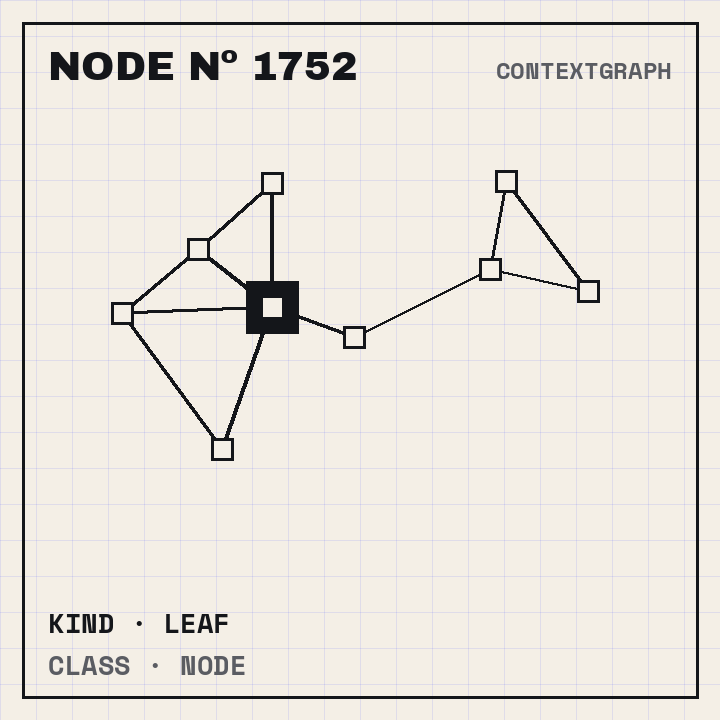 NODE Nº 1752
CONTEXTGRAPH
KIND · LEAF
CLASS · NODE